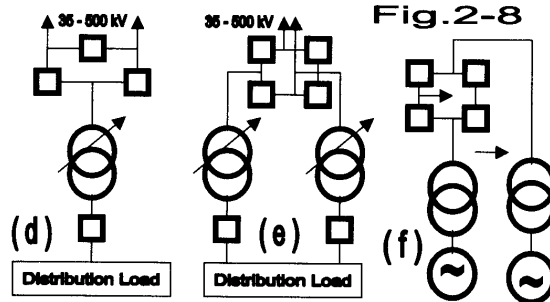 35 - 500 kV
35 - 500 kV
Fig.2-8
(d)
(e)
(f)
~
~
Distribution Load
Distribution Load